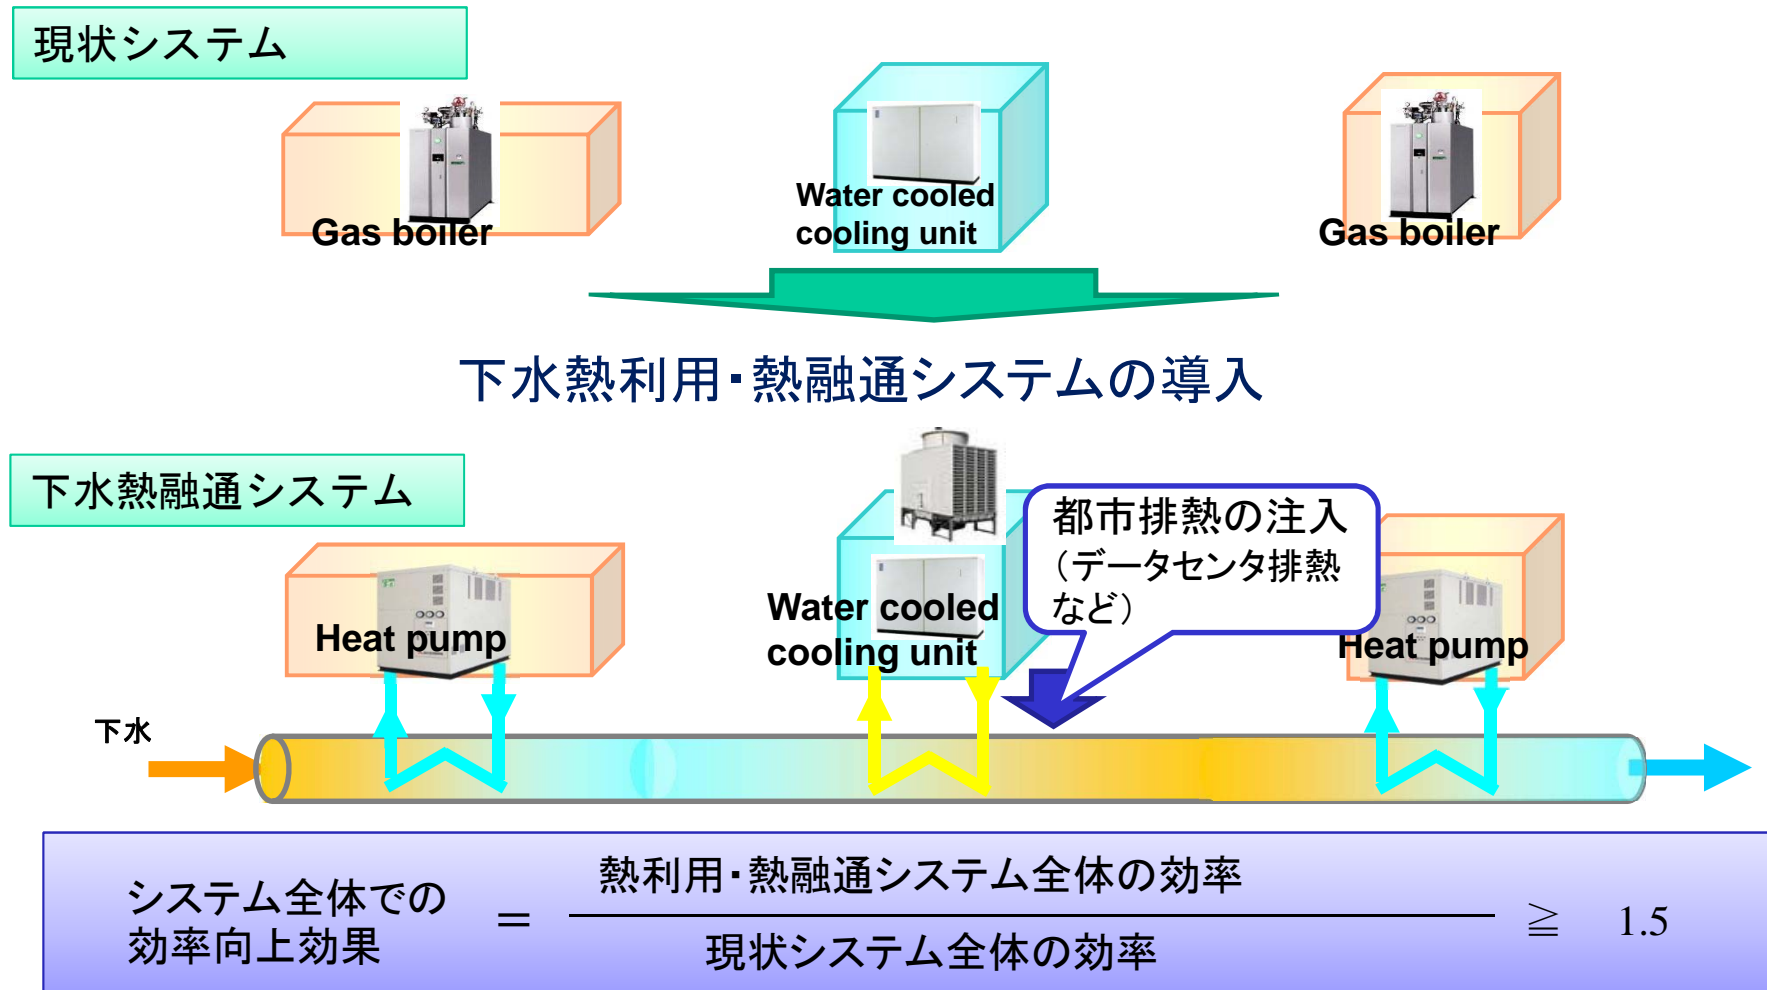 現状システム
Gas boiler
Water cooled
cooling unit
Gas boiler
下水熱利用・熱融通システムの導入
下水熱融通システム
都市排熱の注入
（データセンタ排熱
など）
Heat pump
Water cooled
cooling unit
Heat pump
下水
システム全体での
効率向上効果
＝
熱利用・熱融通システム全体の効率
現状システム全体の効率
≧ 1.5